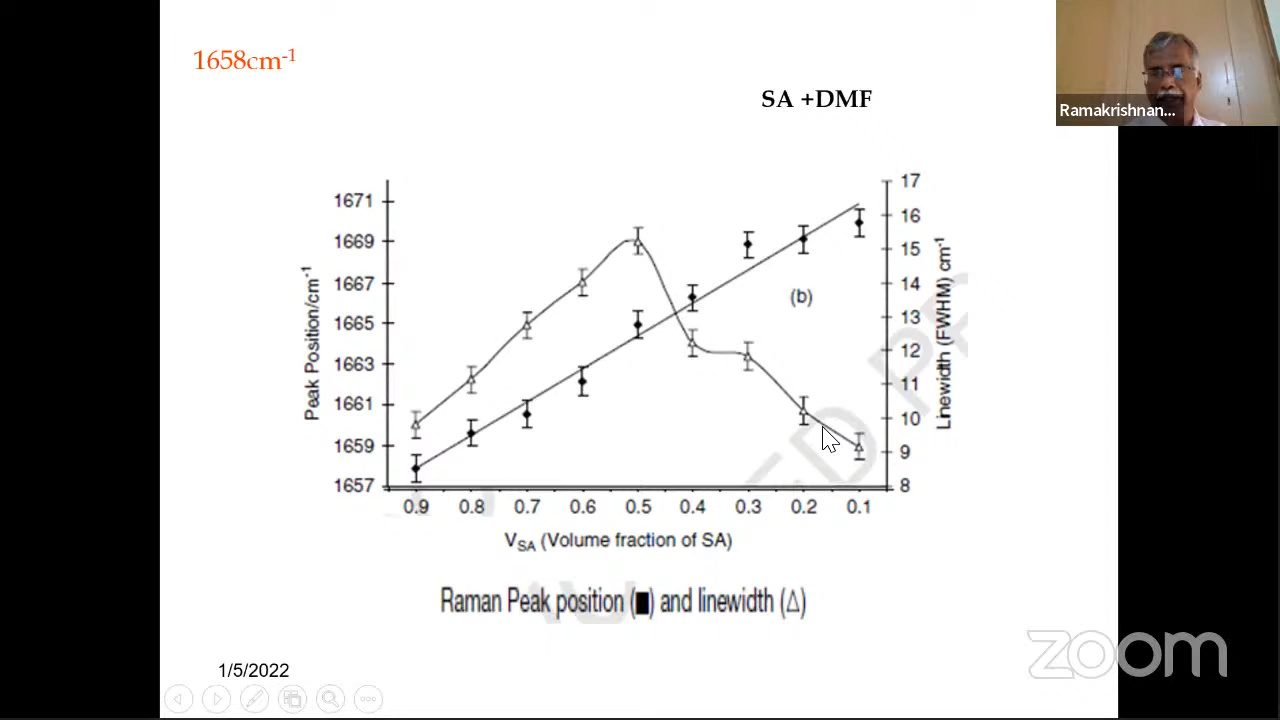 1658cm-1
SA +DMF
Ramakrishnan...
1671
1669
1667
1665
1663
1661
1659
1657
Peak Position/cm-1
17
16
15
14
13
12
11
10
9
8
Linewidth (FWHM) cm-1
(b)
0.9 0.8 0.7 0.6 0.5 0.4 0.3 0.2 0.1
VSA (Volume fraction of SA)
Raman Peak position (■) and linewidth (Δ)
1/5/2022
zoom